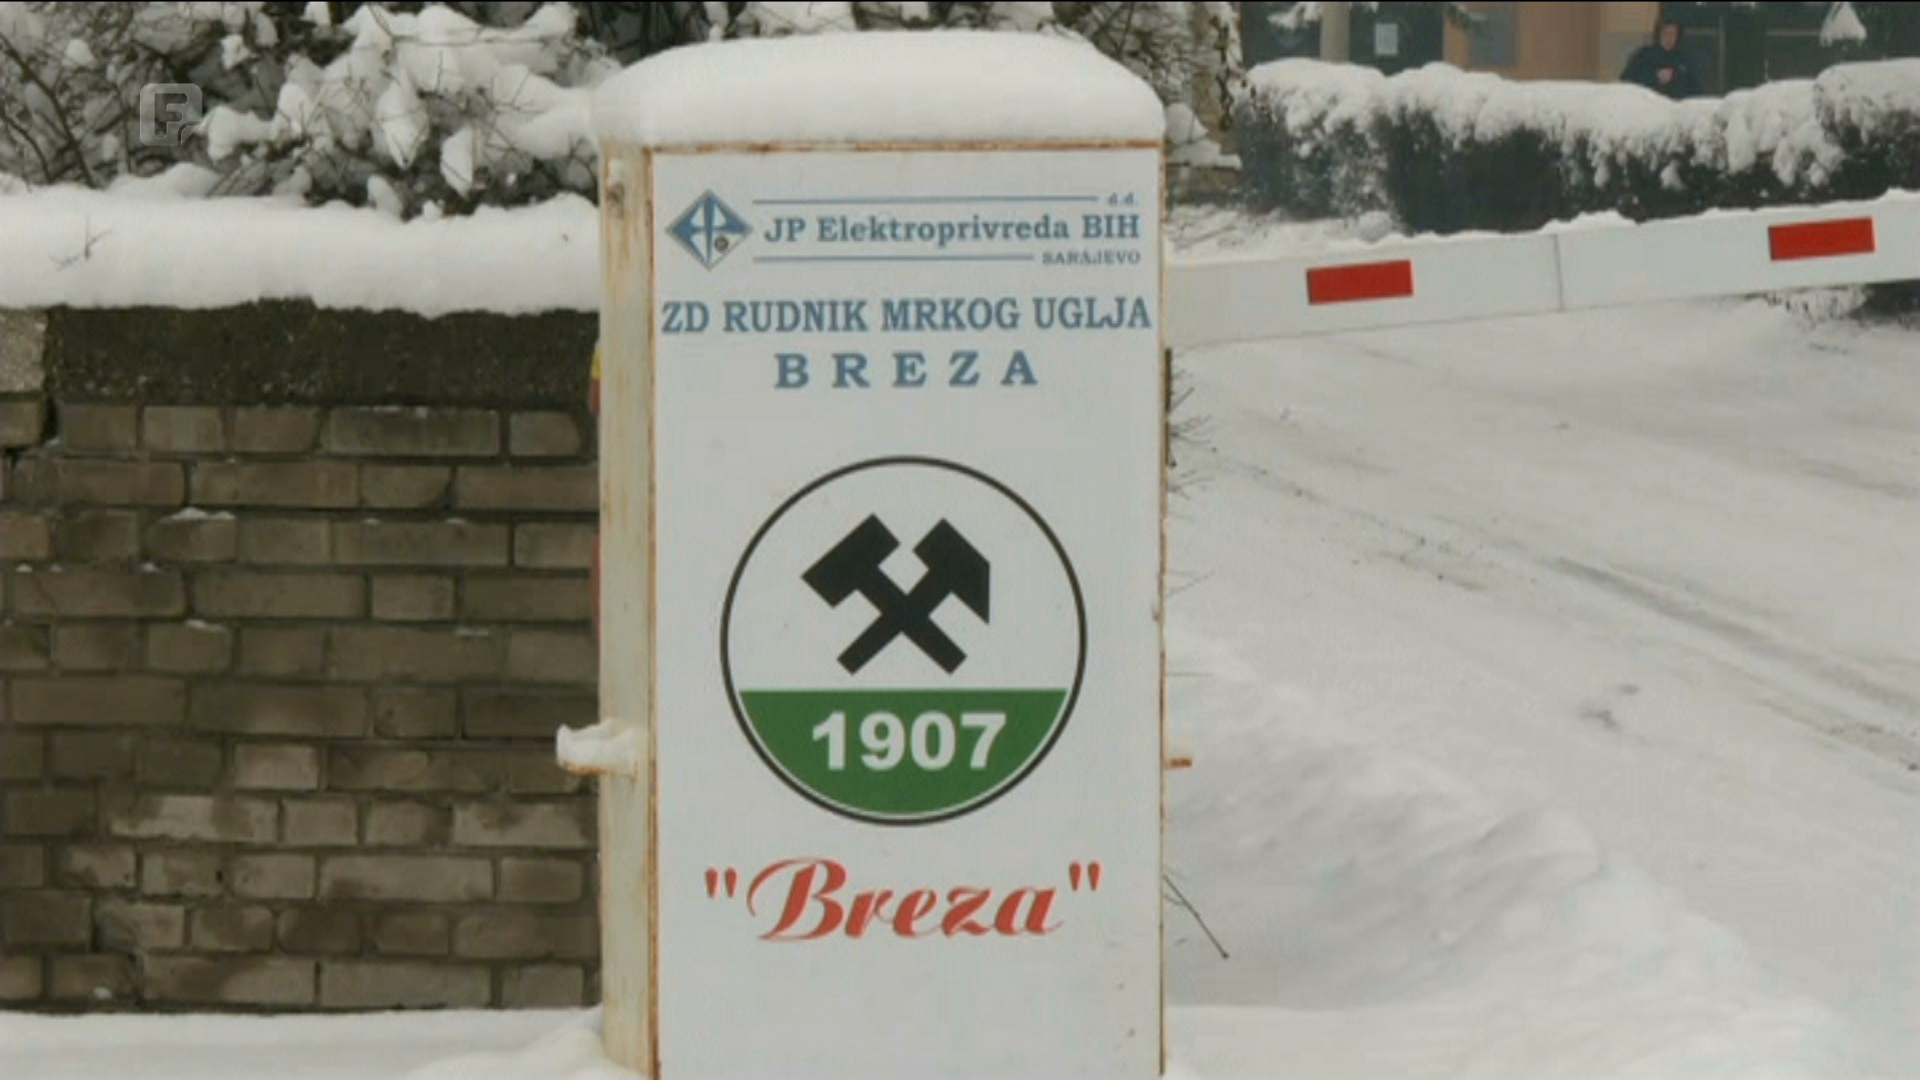 F
d.d.
JP Elektroprivreda BIH
SARAJEVO
ZD RUDNIK MRKOG UGLJA
BREZA
1907
"Breza"